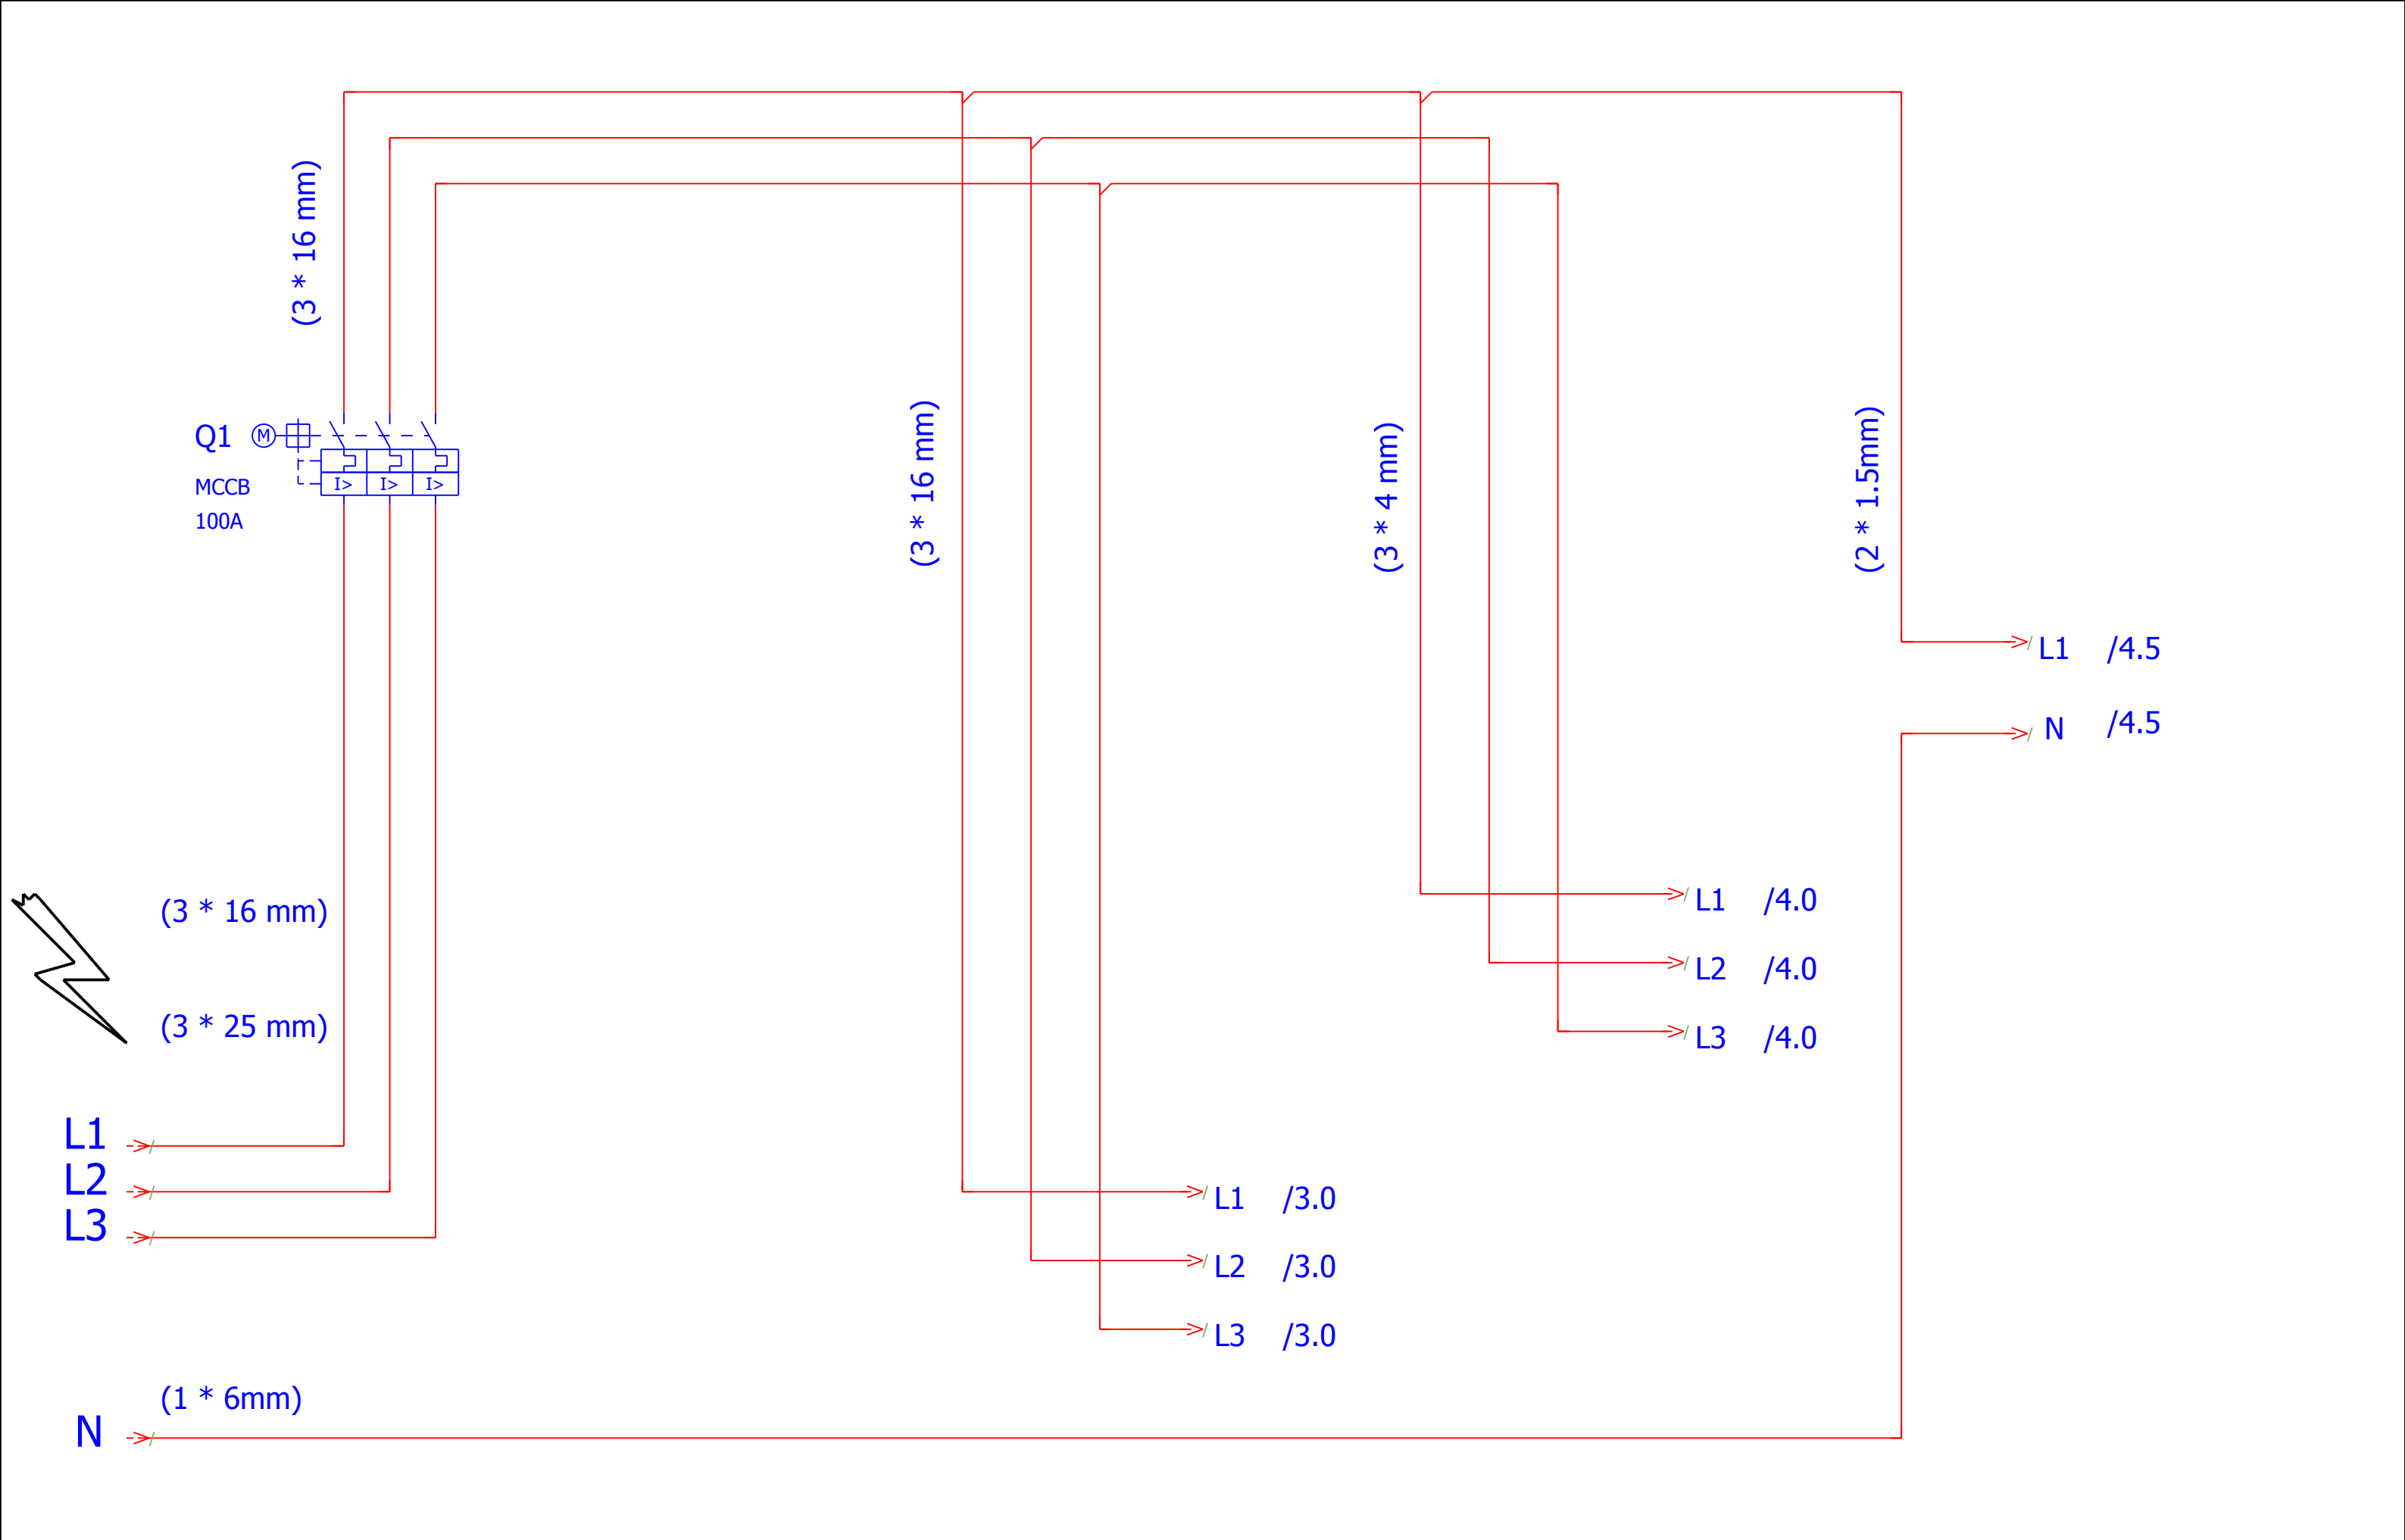 (3 * 16 mm)
Q1
M
MCCB
100A
I>
I>
I>
(3 * 16 mm)
(3 * 4 mm)
(2 * 1.5mm)
L1 /4.5
N /4.5
(3 * 16 mm)
(3 * 25 mm)
L1 /4.0
L2 /4.0
L3 /4.0
L1
L2
L3
L1 /3.0
L2 /3.0
L3 /3.0
(1 * 6mm)
N